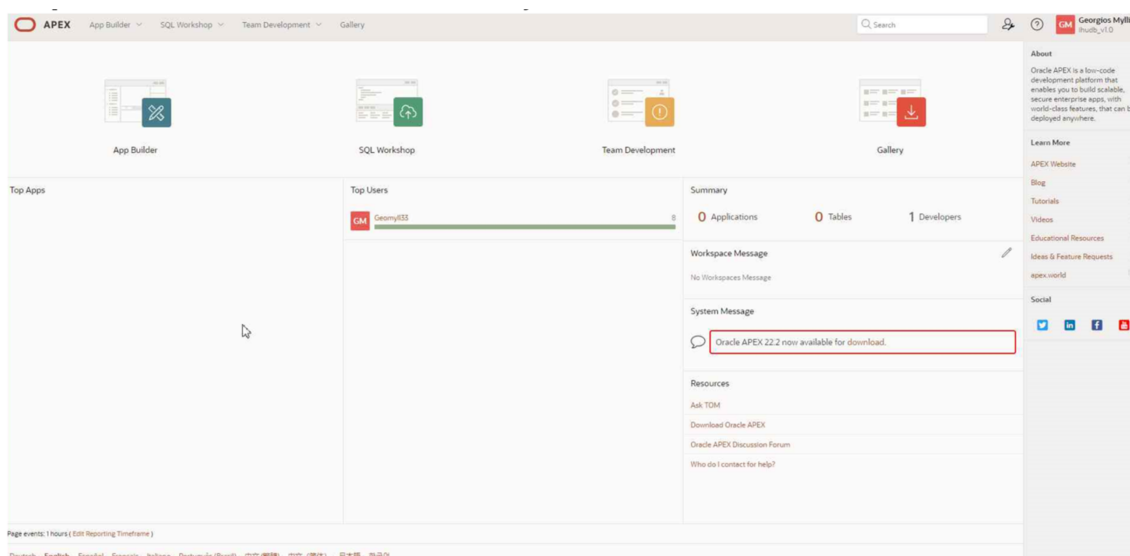 APEX App Builder SQL Workshop Team Development Gallery Search
GM
App Builder SQL Workshop Team Development Gallery
Top Apps
Top Users
GM Geomyll33 8
Summary
0 Applications 0 Tables 1 Developers
Workspace Message
No Workspaces Message
System Message
Oracle APEX 22.2 now available for download.
Resources
Ask TOM
Download Oracle APEX
Oracle APEX Discussion Forum
Who do I contact for help?
Georgios Mylli
ihudb_v1.0
About
Oracle APEX is a low-code
development platform that
enables you to build scalable,
secure enterprise apps, with
world-class features, that can b
deployed anywhere.
Learn More
APEX Website
Blog
Tutorials
Videos
Educational Resources
Ideas & Feature Requests
apex.world
Social
Page events: 1 hours ( Edit Reporting Timeframe )